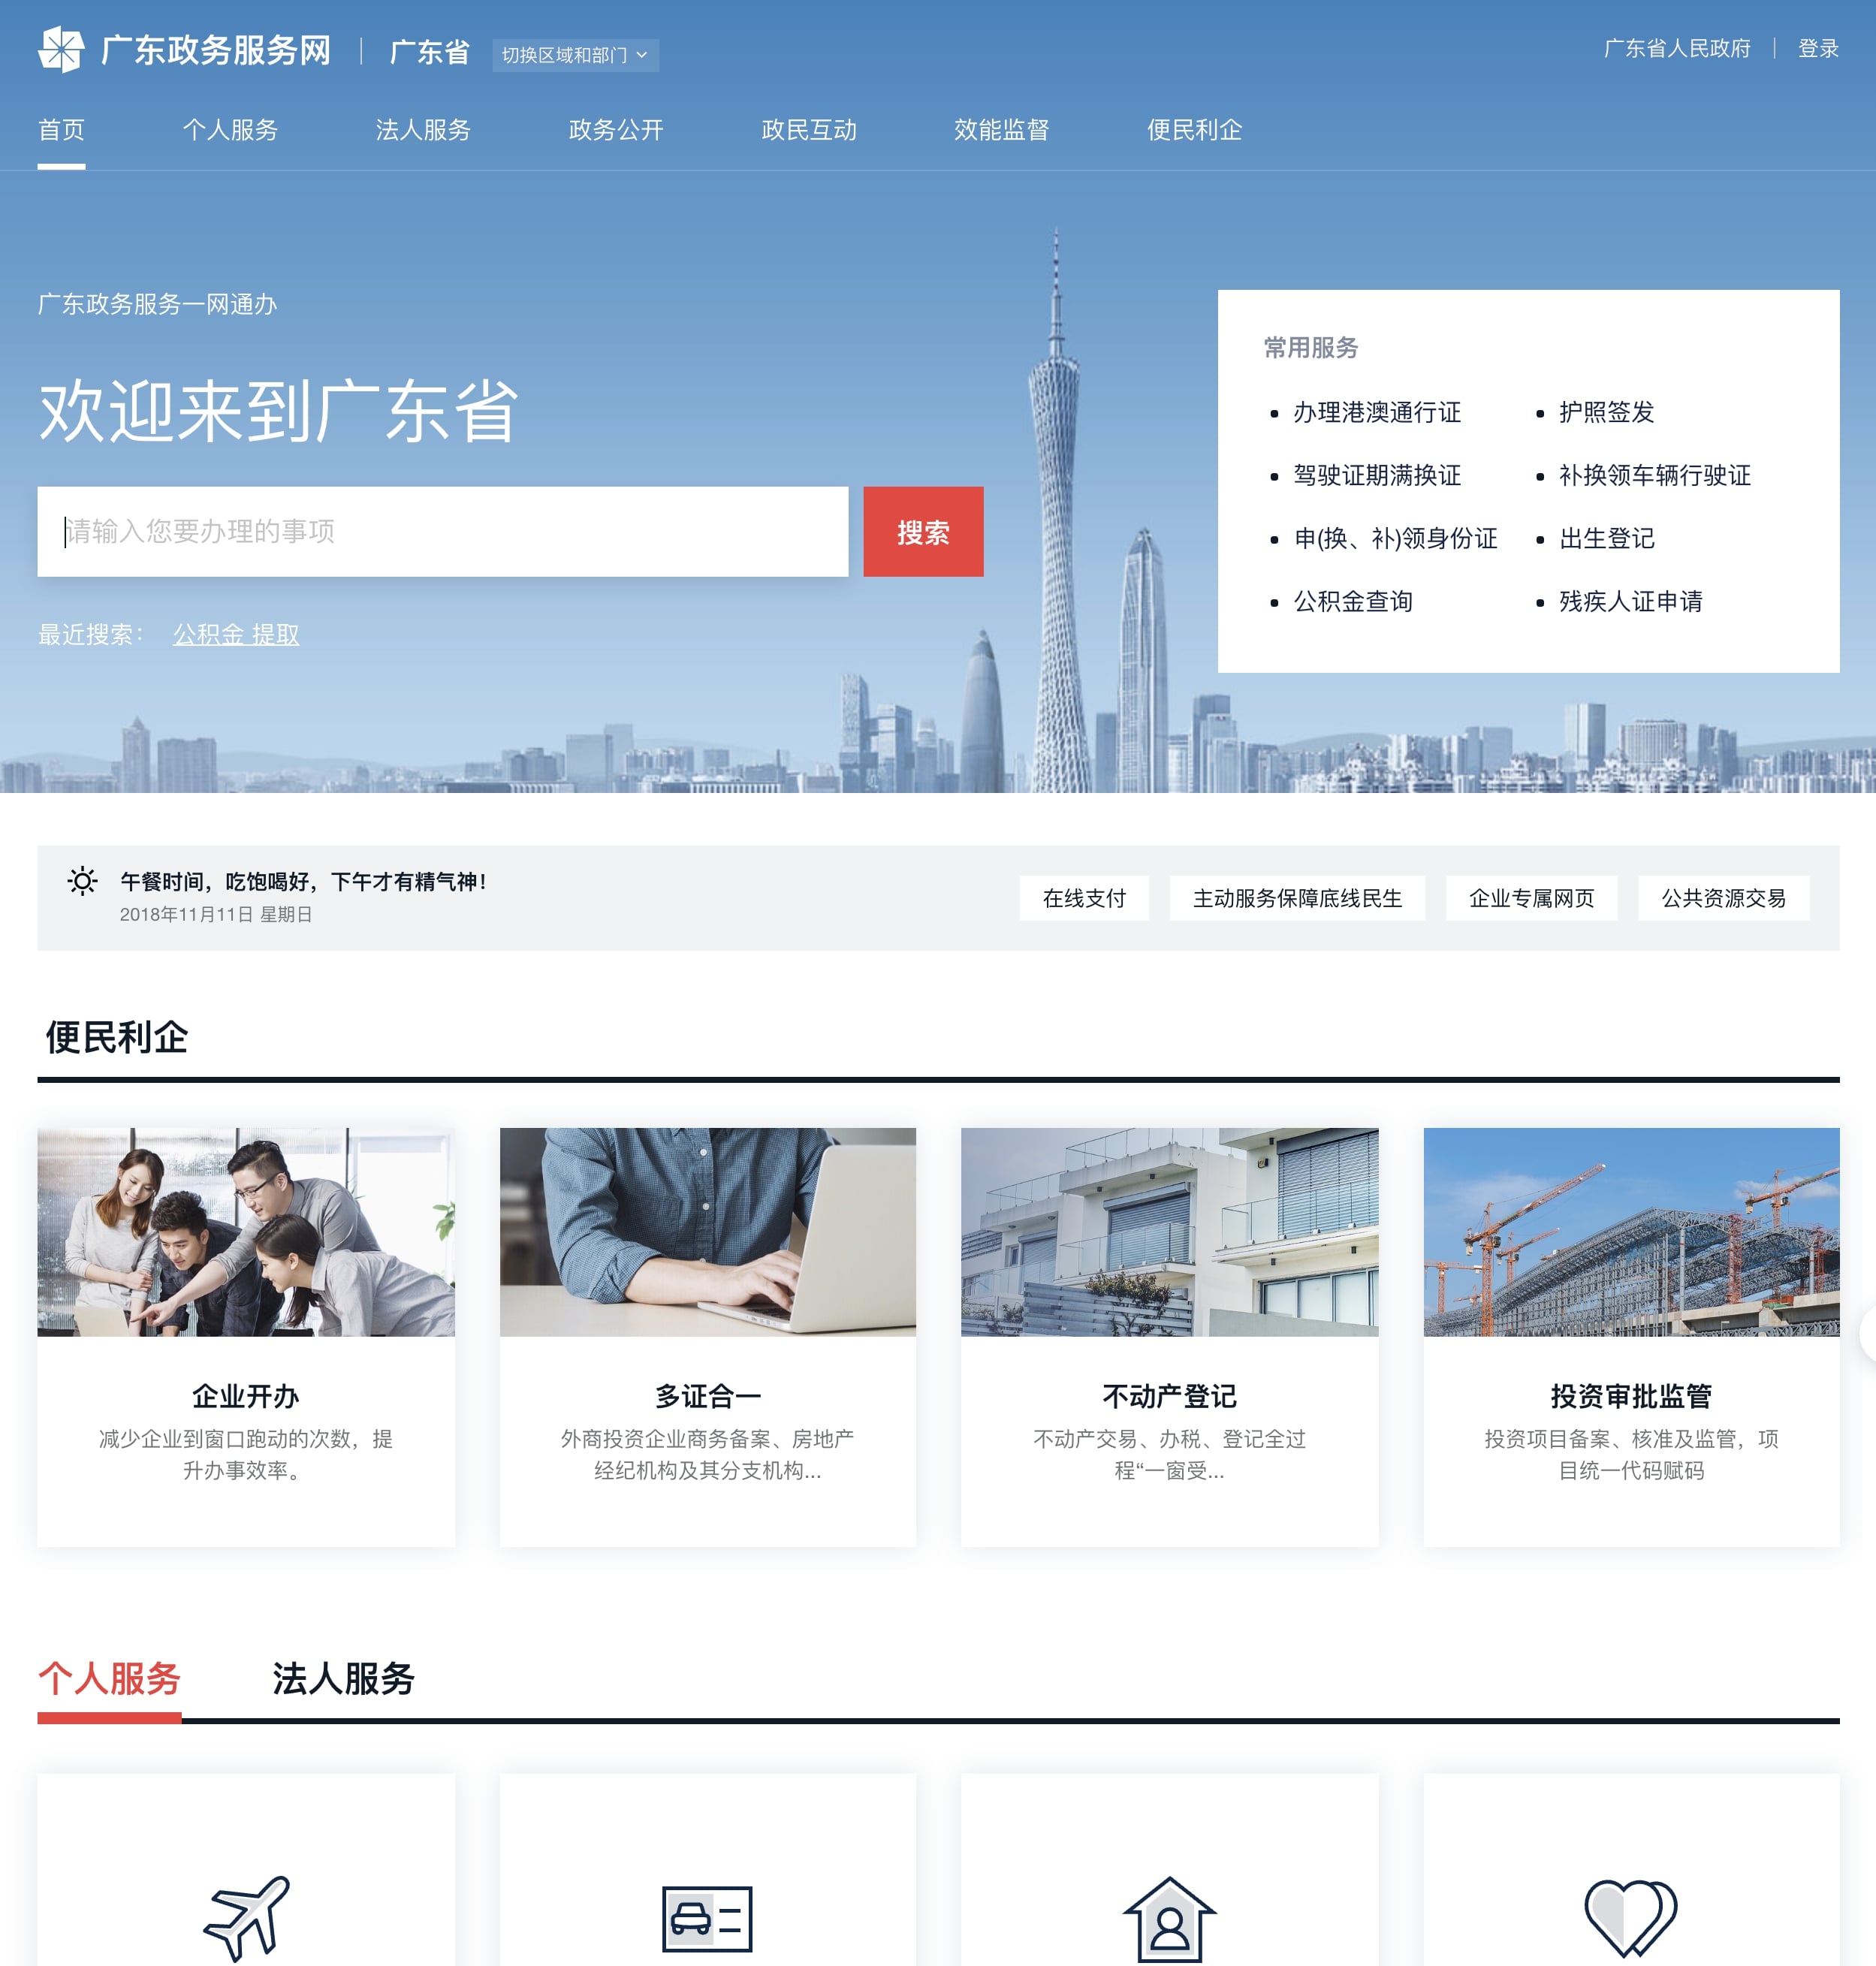 广东政务服务网
广东省
切换区域和部门
广东省人民政府
登录
首页
个人服务
法人服务
政务公开
政民互动
效能监督
便民利企
广东政务服务一网通办
欢迎来到广东省
请输入您要办理的事项
搜索
最近搜索： 公积金 提取
常用服务
办理港澳通行证
护照签发
驾驶证期满换证
补换领车辆行驶证
申(换、补)领身份证
出生登记
公积金查询
残疾人证申请
午餐时间，吃饱喝好，下午才有精气神！
2018年11月11日 星期日
在线支付
主动服务保障底线民生
企业专属网页
公共资源交易
便民利企
企业开办
减少企业到窗口跑动的次数，提
升办事效率。
多证合一
外商投资企业商务备案、房地产
经纪机构及其分支机构...
不动产登记
不动产交易、办税、登记全过
程“一窗受...
投资审批监管
投资项目备案、核准及监管，项
目统一代码赋码
个人服务
法人服务